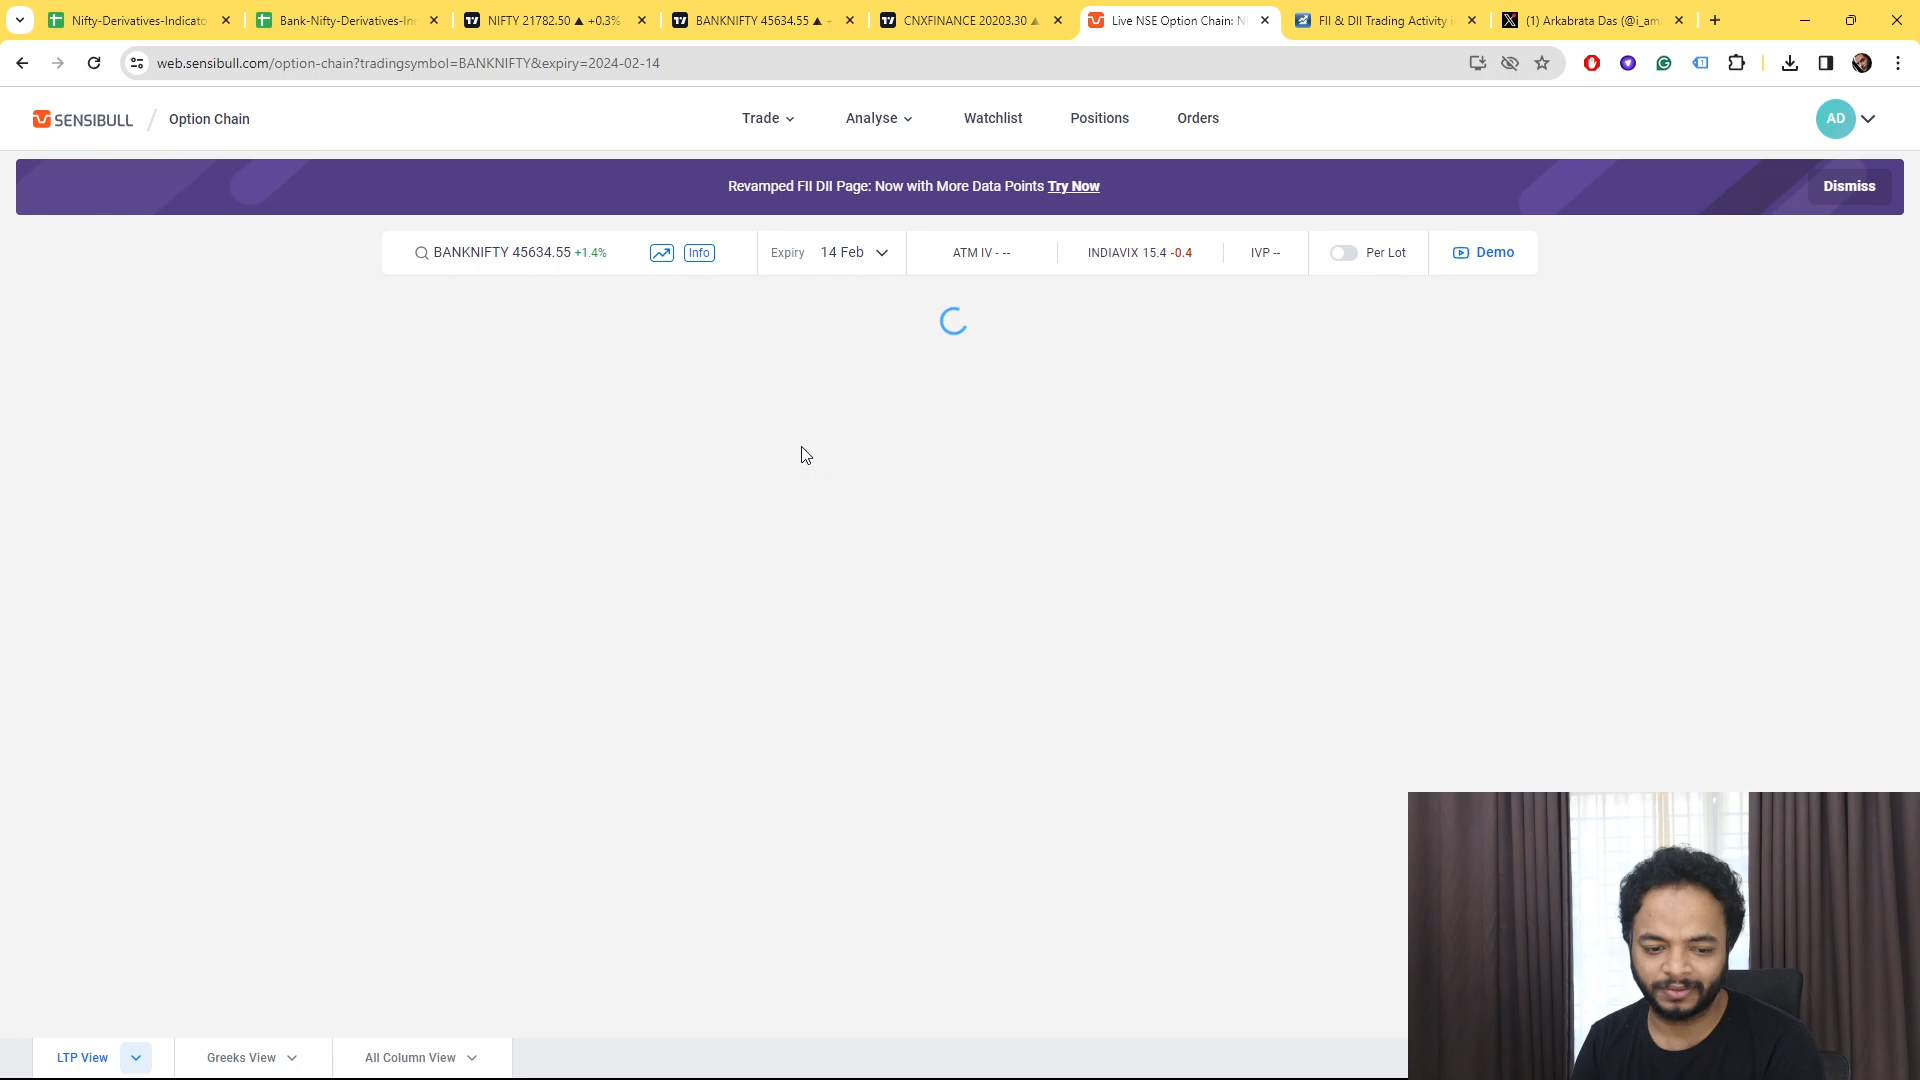 Nifty-Derivatives-Indicato
Bank-Nifty-Derivatives-Inc
NIFTY 21782.50 ▲ +0.3%
BANKNIFTY 45634.55 ▲
CNXFINANCE 20203.30 ▲
Live NSE Option Chain: N
FII & DII Trading Activity i
(1) Arkabrata Das (@i_am
web.sensibull.com/option-chain?tradingsymbol=BANKNIFTY&expiry=2024-02-14
SENSIBULL / Option Chain
Trade
Analyse
Watchlist
Positions
Orders
AD
Revamped FII DII Page: Now with More Data Points Try Now
Dismiss
BANKNIFTY 45634.55 +1.4%
Info
Expiry 14 Feb
ATM IV - --
INDIAVIX 15.4 -0.4
IVP --
Per Lot
Demo
LTP View
Greeks View
All Column View